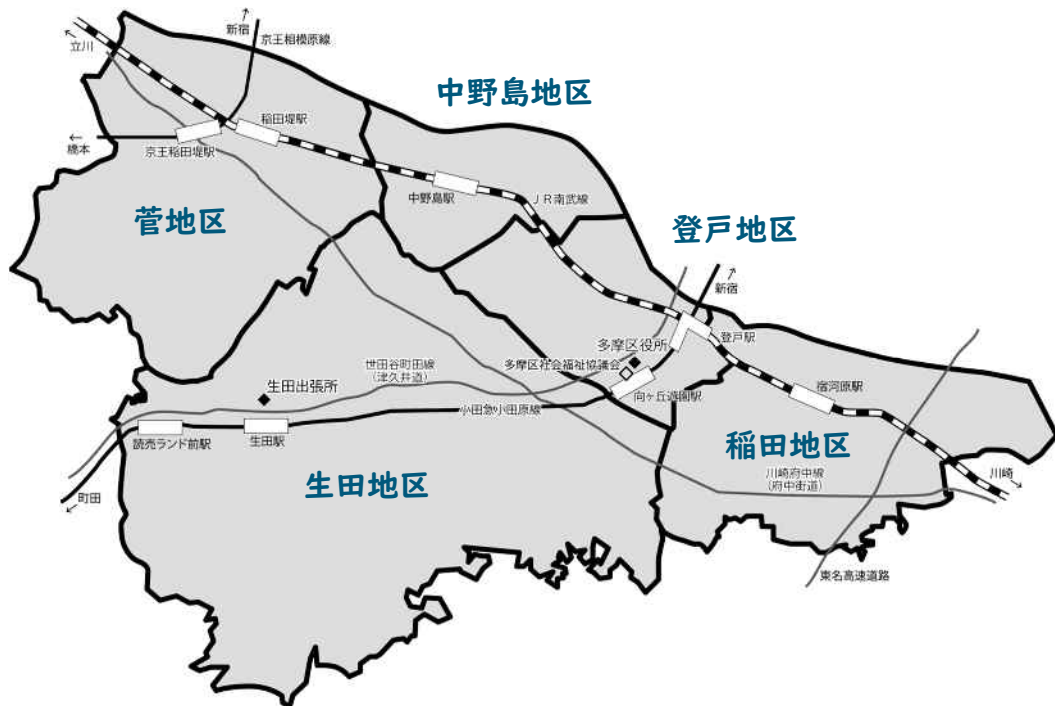 新宿
立川
京王相模原線
中野島地区
稲田堤駅
橋本
京王稲田堤駅
中野島駅
JR南武線
菅地区
登戸地区
新宿
登戸駅
多摩区役所
多摩区社会福祉協議会
世田谷町田線
(津久井道)
生田出張所
向ヶ丘遊園駅
宿河原駅
小田急小田原線
読売ランド前駅
生田駅
稲田地区
生田地区
川崎府中線
(府中街道)
川崎
町田
東名高速道路